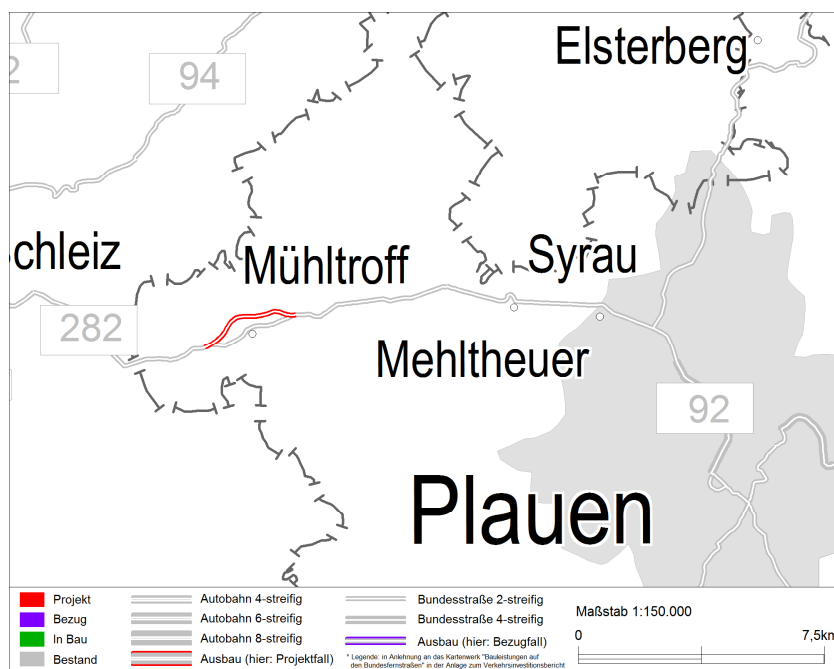 Elsterberg
2
94
chleiz
Mühltroff
Syrau
282
Mehltheuer
92
Plauen
Projekt
Bezug
In Bau
Bestand
Autobahn 4-streifig
Autobahn 6-streifig
Autobahn 8-streifig
Ausbau (hier: Projektfall)
Bundesstraße 2-streifig
Bundesstraße 4-streifig
Ausbau (hier: Bezugfall)
* Legende: in Anlehnung an das Kartenwerk "Bauleistungen auf
den Bundesfernstraßen" in der Anlage zum Verkehrsinvestitionsbericht
Maßstab 1:150.000
0 7,5km